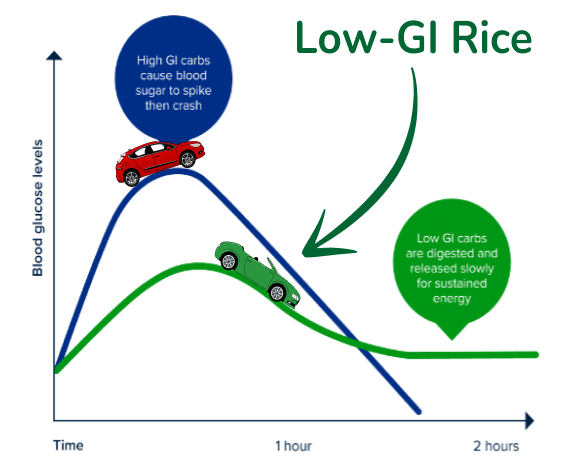 Low-GI Rice
High GI carbs
cause blood
sugar to spike
then crash
Blood glucose levels
Low GI carbs
are digested and
released slowly
for sustained
energy
Time
1 hour
2 hours